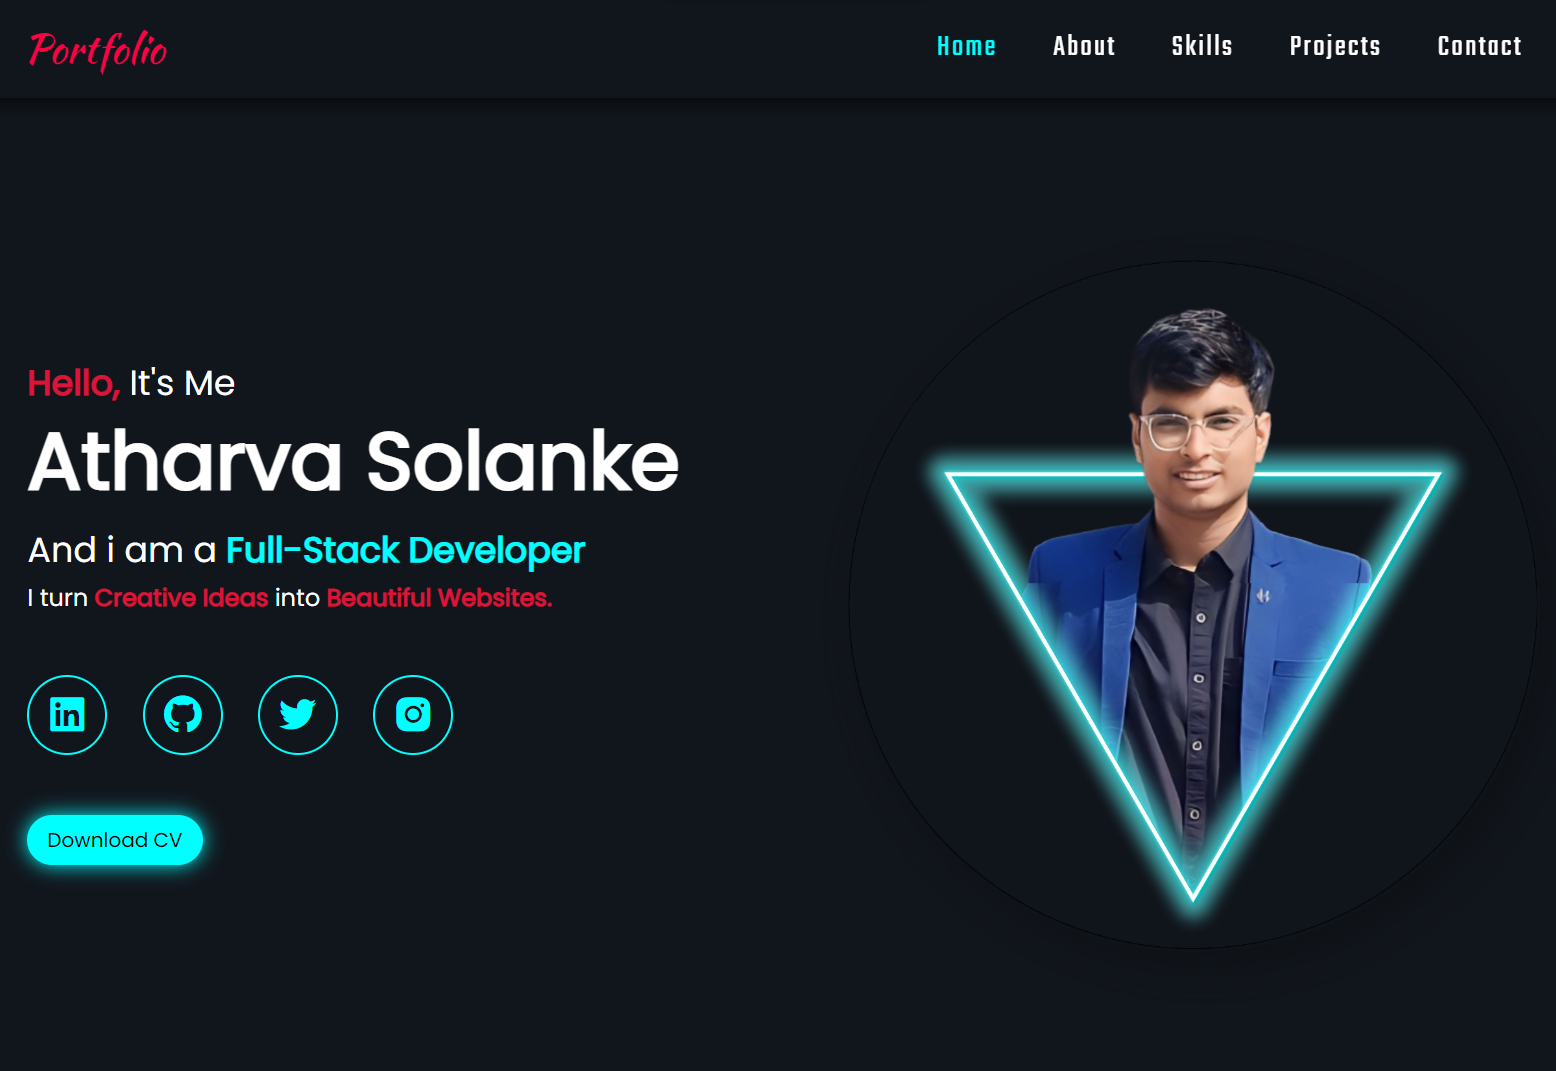 Portfolio
Home About Skills Projects Contact
Hello, It's Me
Atharva Solanke
And i am a Full-Stack Developer
I turn Creative Ideas into Beautiful Websites.
in
Download CV